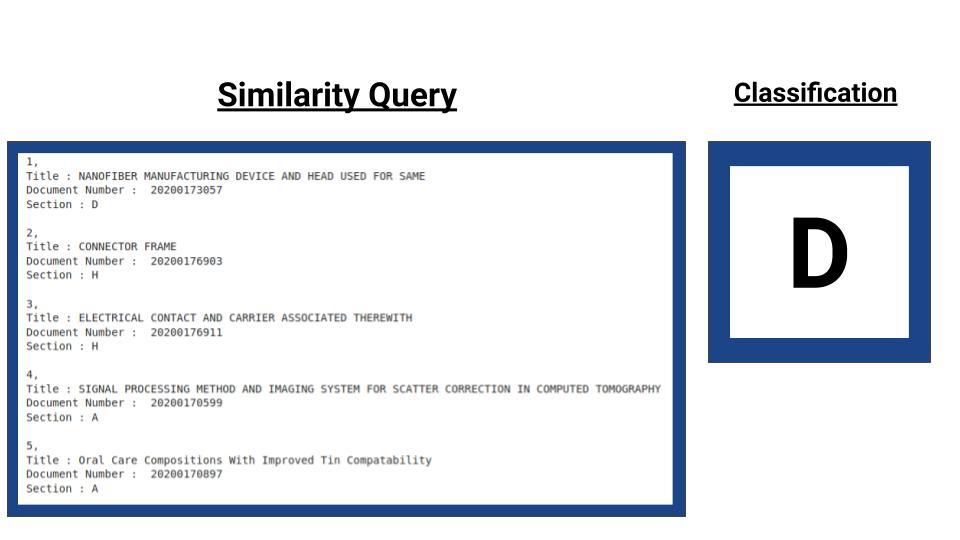 Similarity Query
Classification
1,
Title : NANOFIBER MANUFACTURING DEVICE AND HEAD USED FOR SAME
Document Number :  20200173057
Section : D
2,
Title : CONNECTOR FRAME
Document Number :  20200176903
Section : H
3,
Title : ELECTRICAL CONTACT AND CARRIER ASSOCIATED THEREWITH
Document Number :  20200176911
Section : H
4,
Title : SIGNAL PROCESSING METHOD AND IMAGING SYSTEM FOR SCATTER CORRECTION IN COMPUTED TOMOGRAPHY
Document Number :  20200170599
Section : A
5,
Title : Oral Care Compositions With Improved Tin Compatability
Document Number :  20200170897
Section : A
D